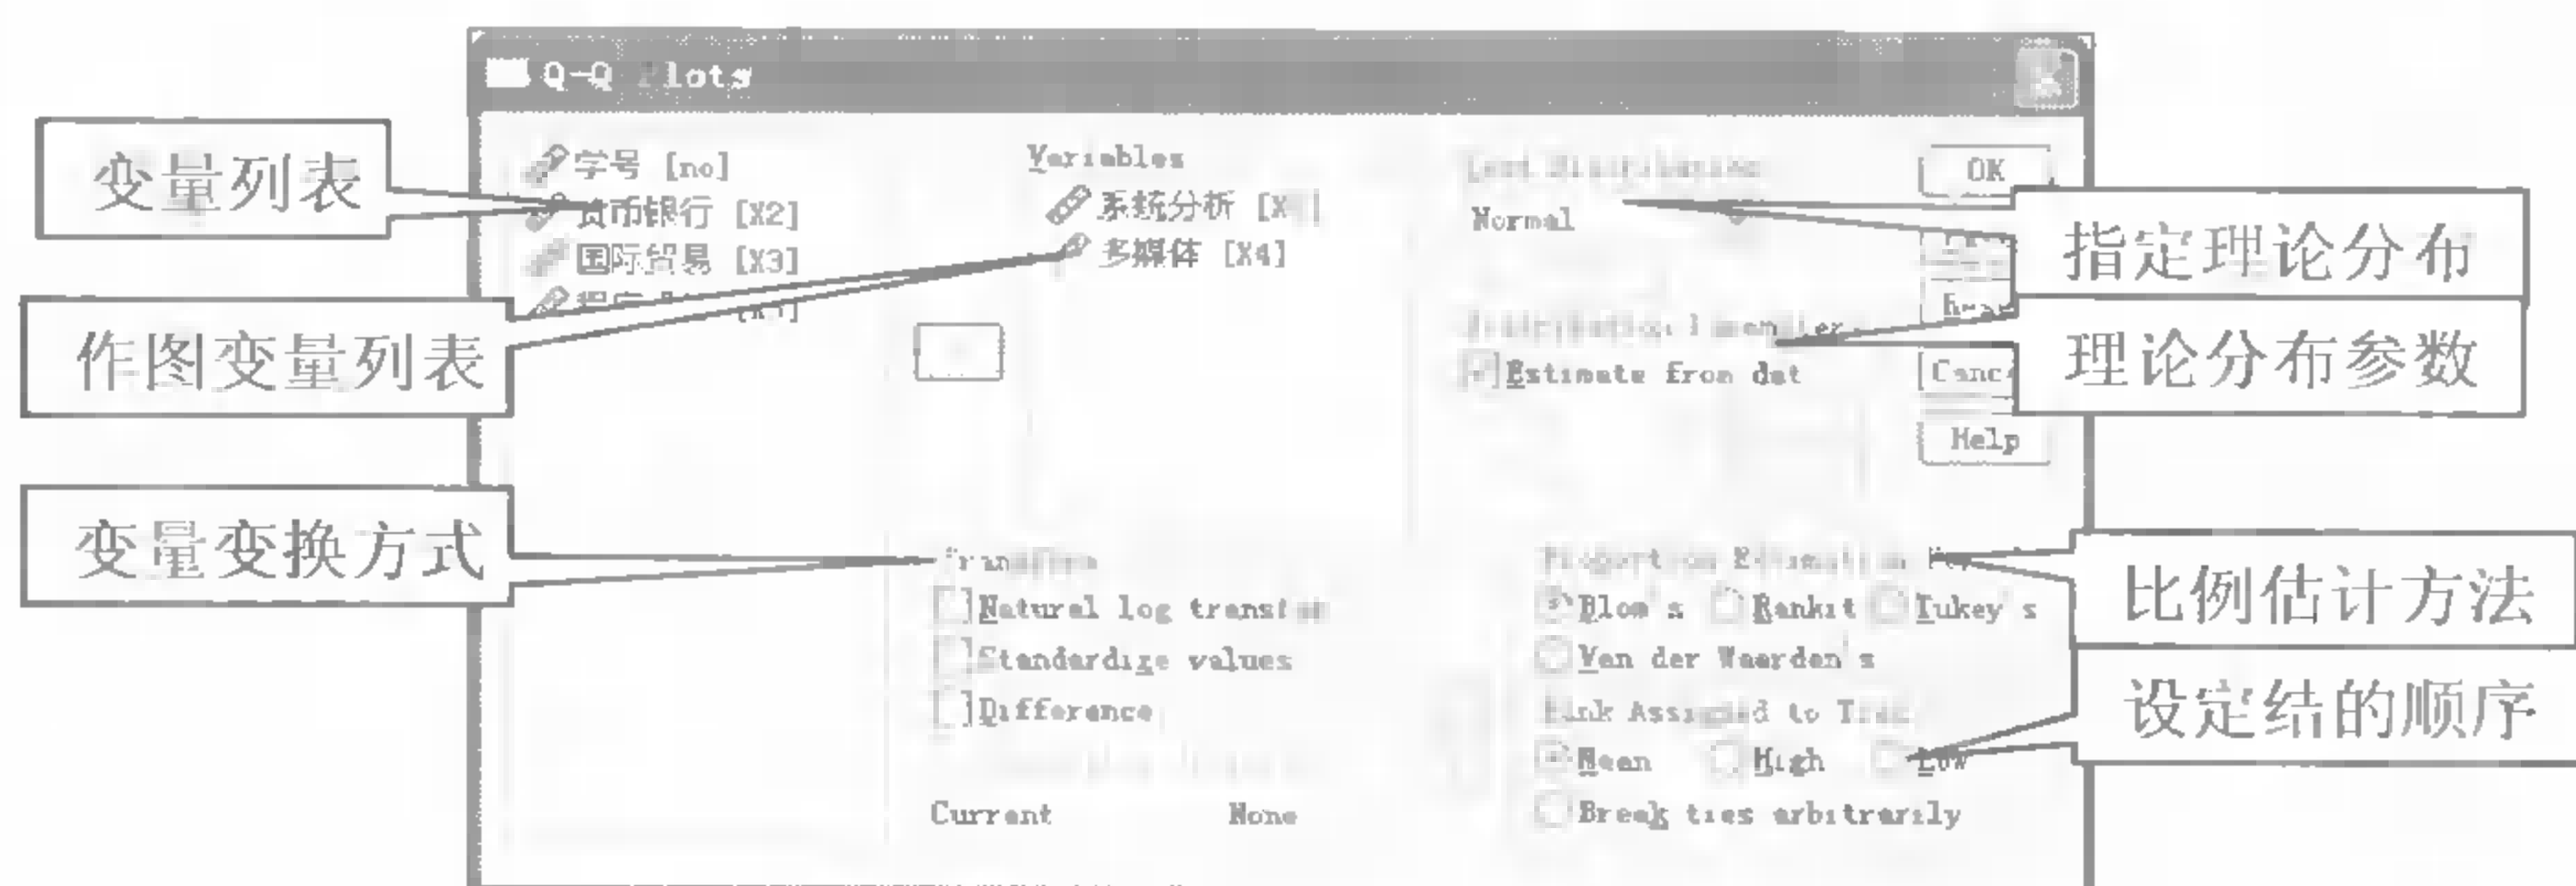 Q-Q Plots
变量列表
作图变量列表
变量变换方式
学号 [no]
货币银行 [X2]
国际贸易 [X3]
Variables
系统分析
多媒体 [X4]
Normal
Estimate from dat
OK
Help
指定理论分布
理论分布参数
Natural log
Standardize values
Difference
Current None
Blom's Rankit Tukey's
Van der Waerden's
Mean High Low
Break ties arbitrarily
比例估计方法
设定结的顺序